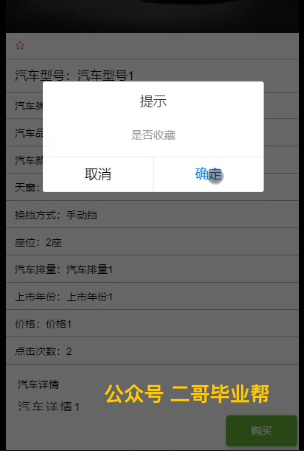 汽车型号：汽车型号1
提示
汽车类
是否收藏
汽车品
汽车颜
取消
确定
天窗：
换挡方式：手动挡
座位：2座
汽车排量：汽车排量1
上市年份：上市年份1
价格：价格1
点击次数：2
汽车详情
公众号 二哥毕业帮
汽车详情1
购买